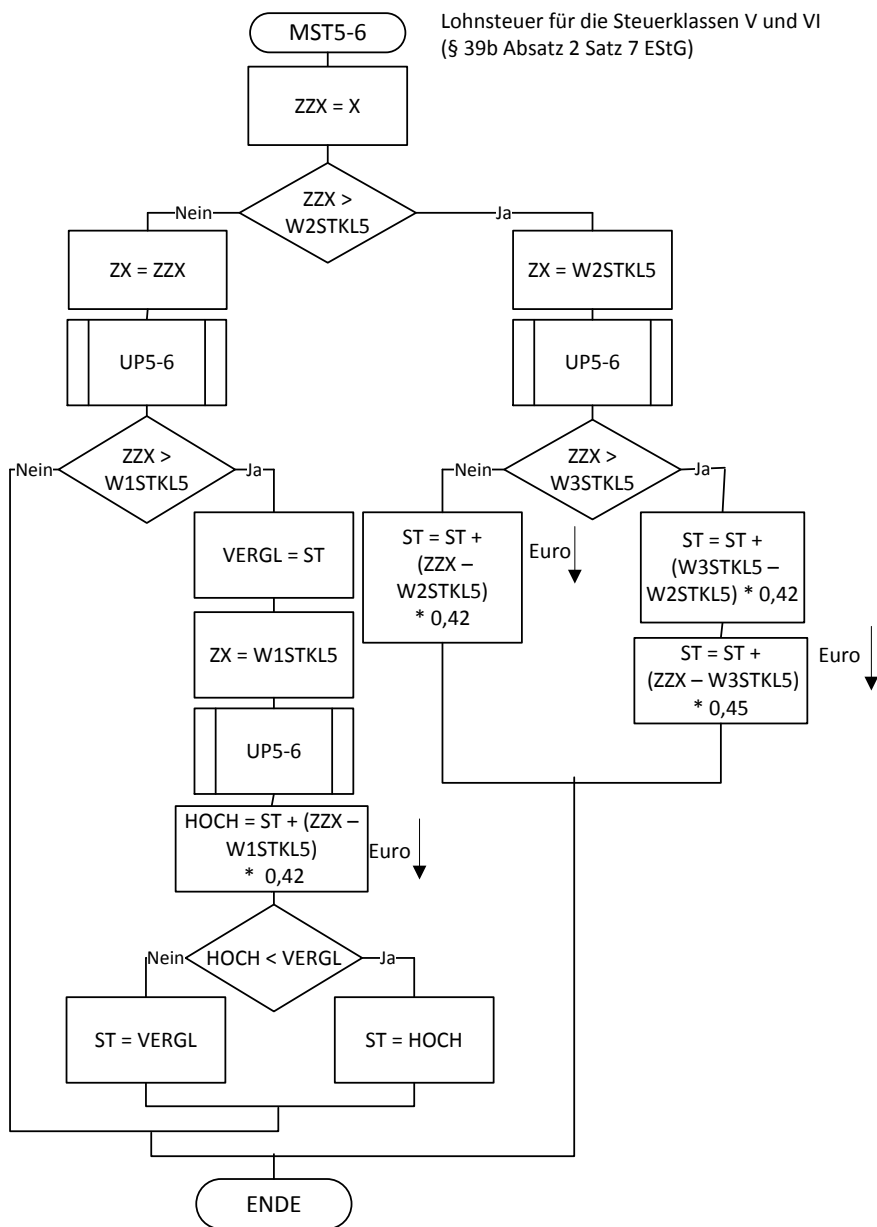 MST5-6
Lohnsteuer für die Steuerklassen V und VI
(§ 39b Absatz 2 Satz 7 EStG)
ZZX = X
ZZX >
W2STKL5
Nein
Ja
ZX = ZZX
ZX = W2STKL5
UP5-6
UP5-6
ZZX >
W1STKL5
Nein
Ja
ZZX >
W3STKL5
Nein
Ja
VERGL = ST
ST = ST +
(ZZX –
W2STKL5)
* 0,42
Euro
ST = ST +
(W3STKL5 –
W2STKL5) * 0,42
ZX = W1STKL5
ST = ST +
(ZZX – W3STKL5)
* 0,45
Euro
UP5-6
HOCH = ST + (ZZX –
W1STKL5)
* 0,42
Euro
HOCH < VERGL
Nein
Ja
ST = VERGL
ST = HOCH
ENDE